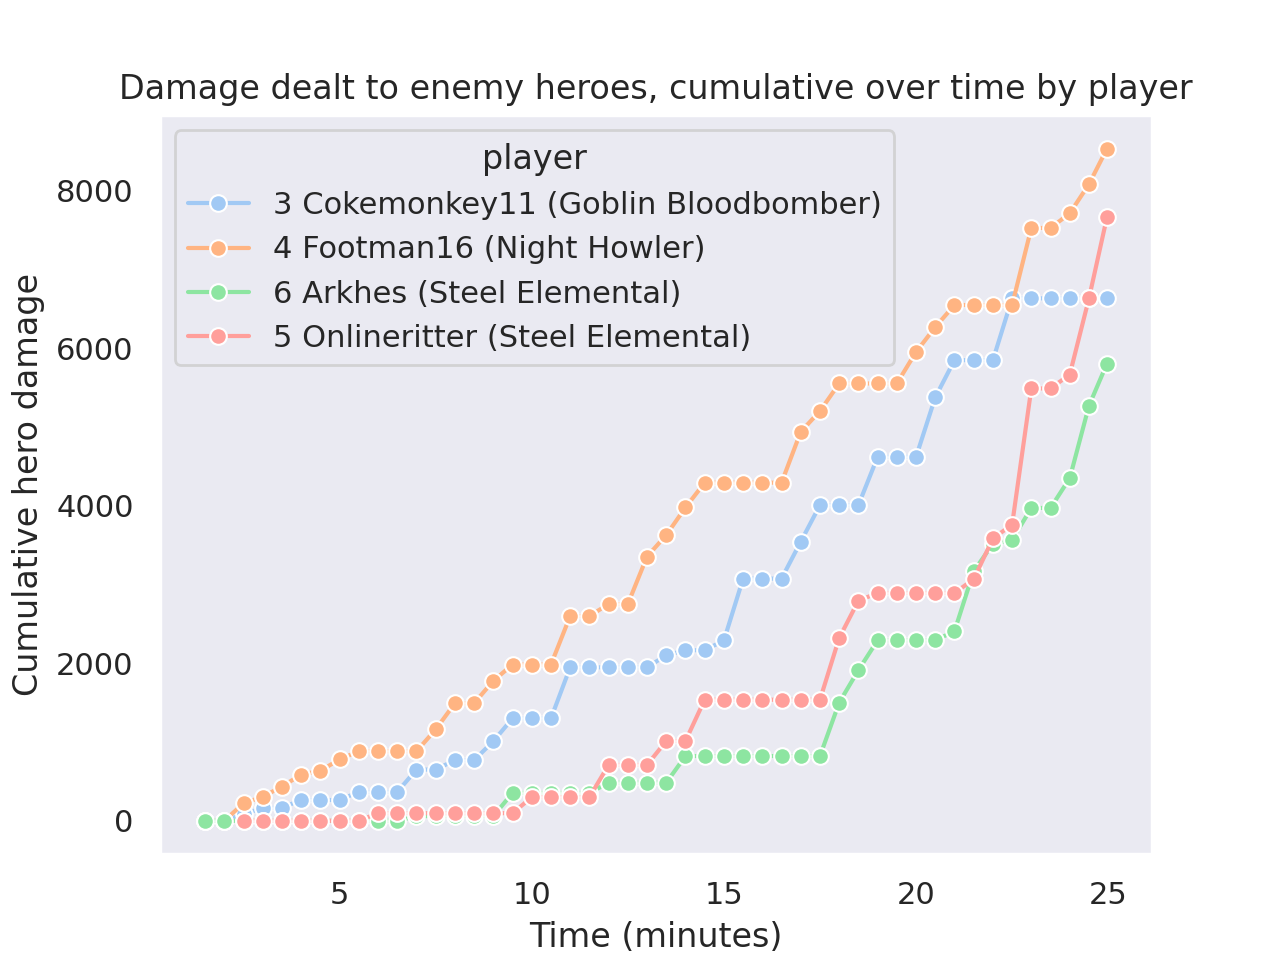 Damage dealt to enemy heroes, cumulative over time by player
player
3 Cokemonkey11 (Goblin Bloodbomber)
4 Footman16 (Night Howler)
6 Arkhes (Steel Elemental)
5 Onlineritter (Steel Elemental)
Cumulative hero damage
8000
6000
4000
2000
0
5 10 15 20 25
Time (minutes)